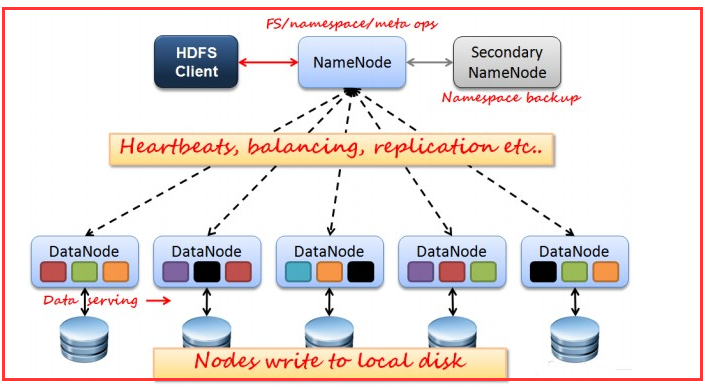 FS/namespace/meta ops
HDFS
Client
NameNode
Secondary
NameNode
Namespace backup
Heartbeats, balancing, replication etc..
DataNode
DataNode
DataNode
DataNode
DataNode
Data serving
Nodes write to local disk